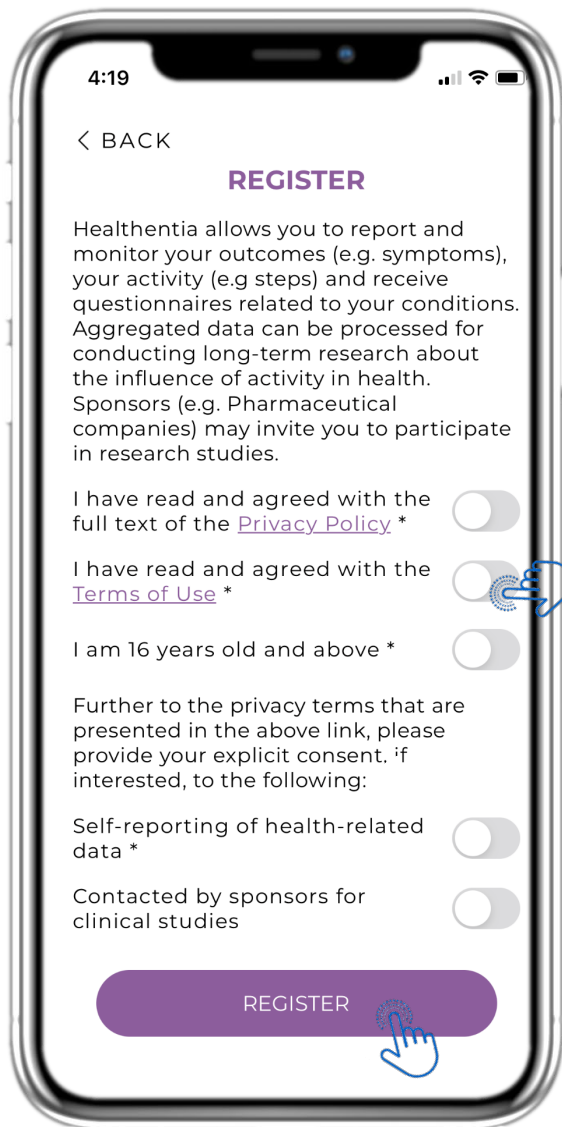 4:19
< BACK
REGISTER
Healthentia allows you to report and
monitor your outcomes (e.g. symptoms),
your activity (e.g steps) and receive
questionnaires related to your conditions.
Aggregated data can be processed for
conducting long-term research about
the influence of activity in health.
Sponsors (e.g. Pharmaceutical
companies) may invite you to participate
in research studies.
I have read and agreed with the
full text of the Privacy Policy *
I have read and agreed with the
Terms of Use *
I am 16 years old and above *
Further to the privacy terms that are
presented in the above link, please
provide your explicit consent. if
interested, to the following:
Self-reporting of health-related
data *
Contacted by sponsors for
clinical studies
REGISTER